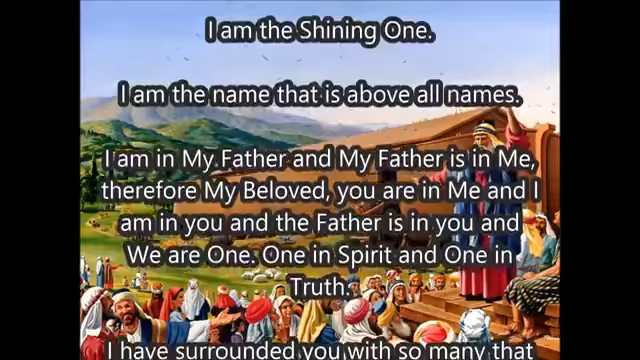 I am the Shining One.
I am the name that is above all names.
I am in My Father and My Father is in Me,
therefore My Beloved, you are in Me and I
am in you and the Father is in you and
We are One. One in Spirit and One in
Truth.
I have surrounded you with so many that